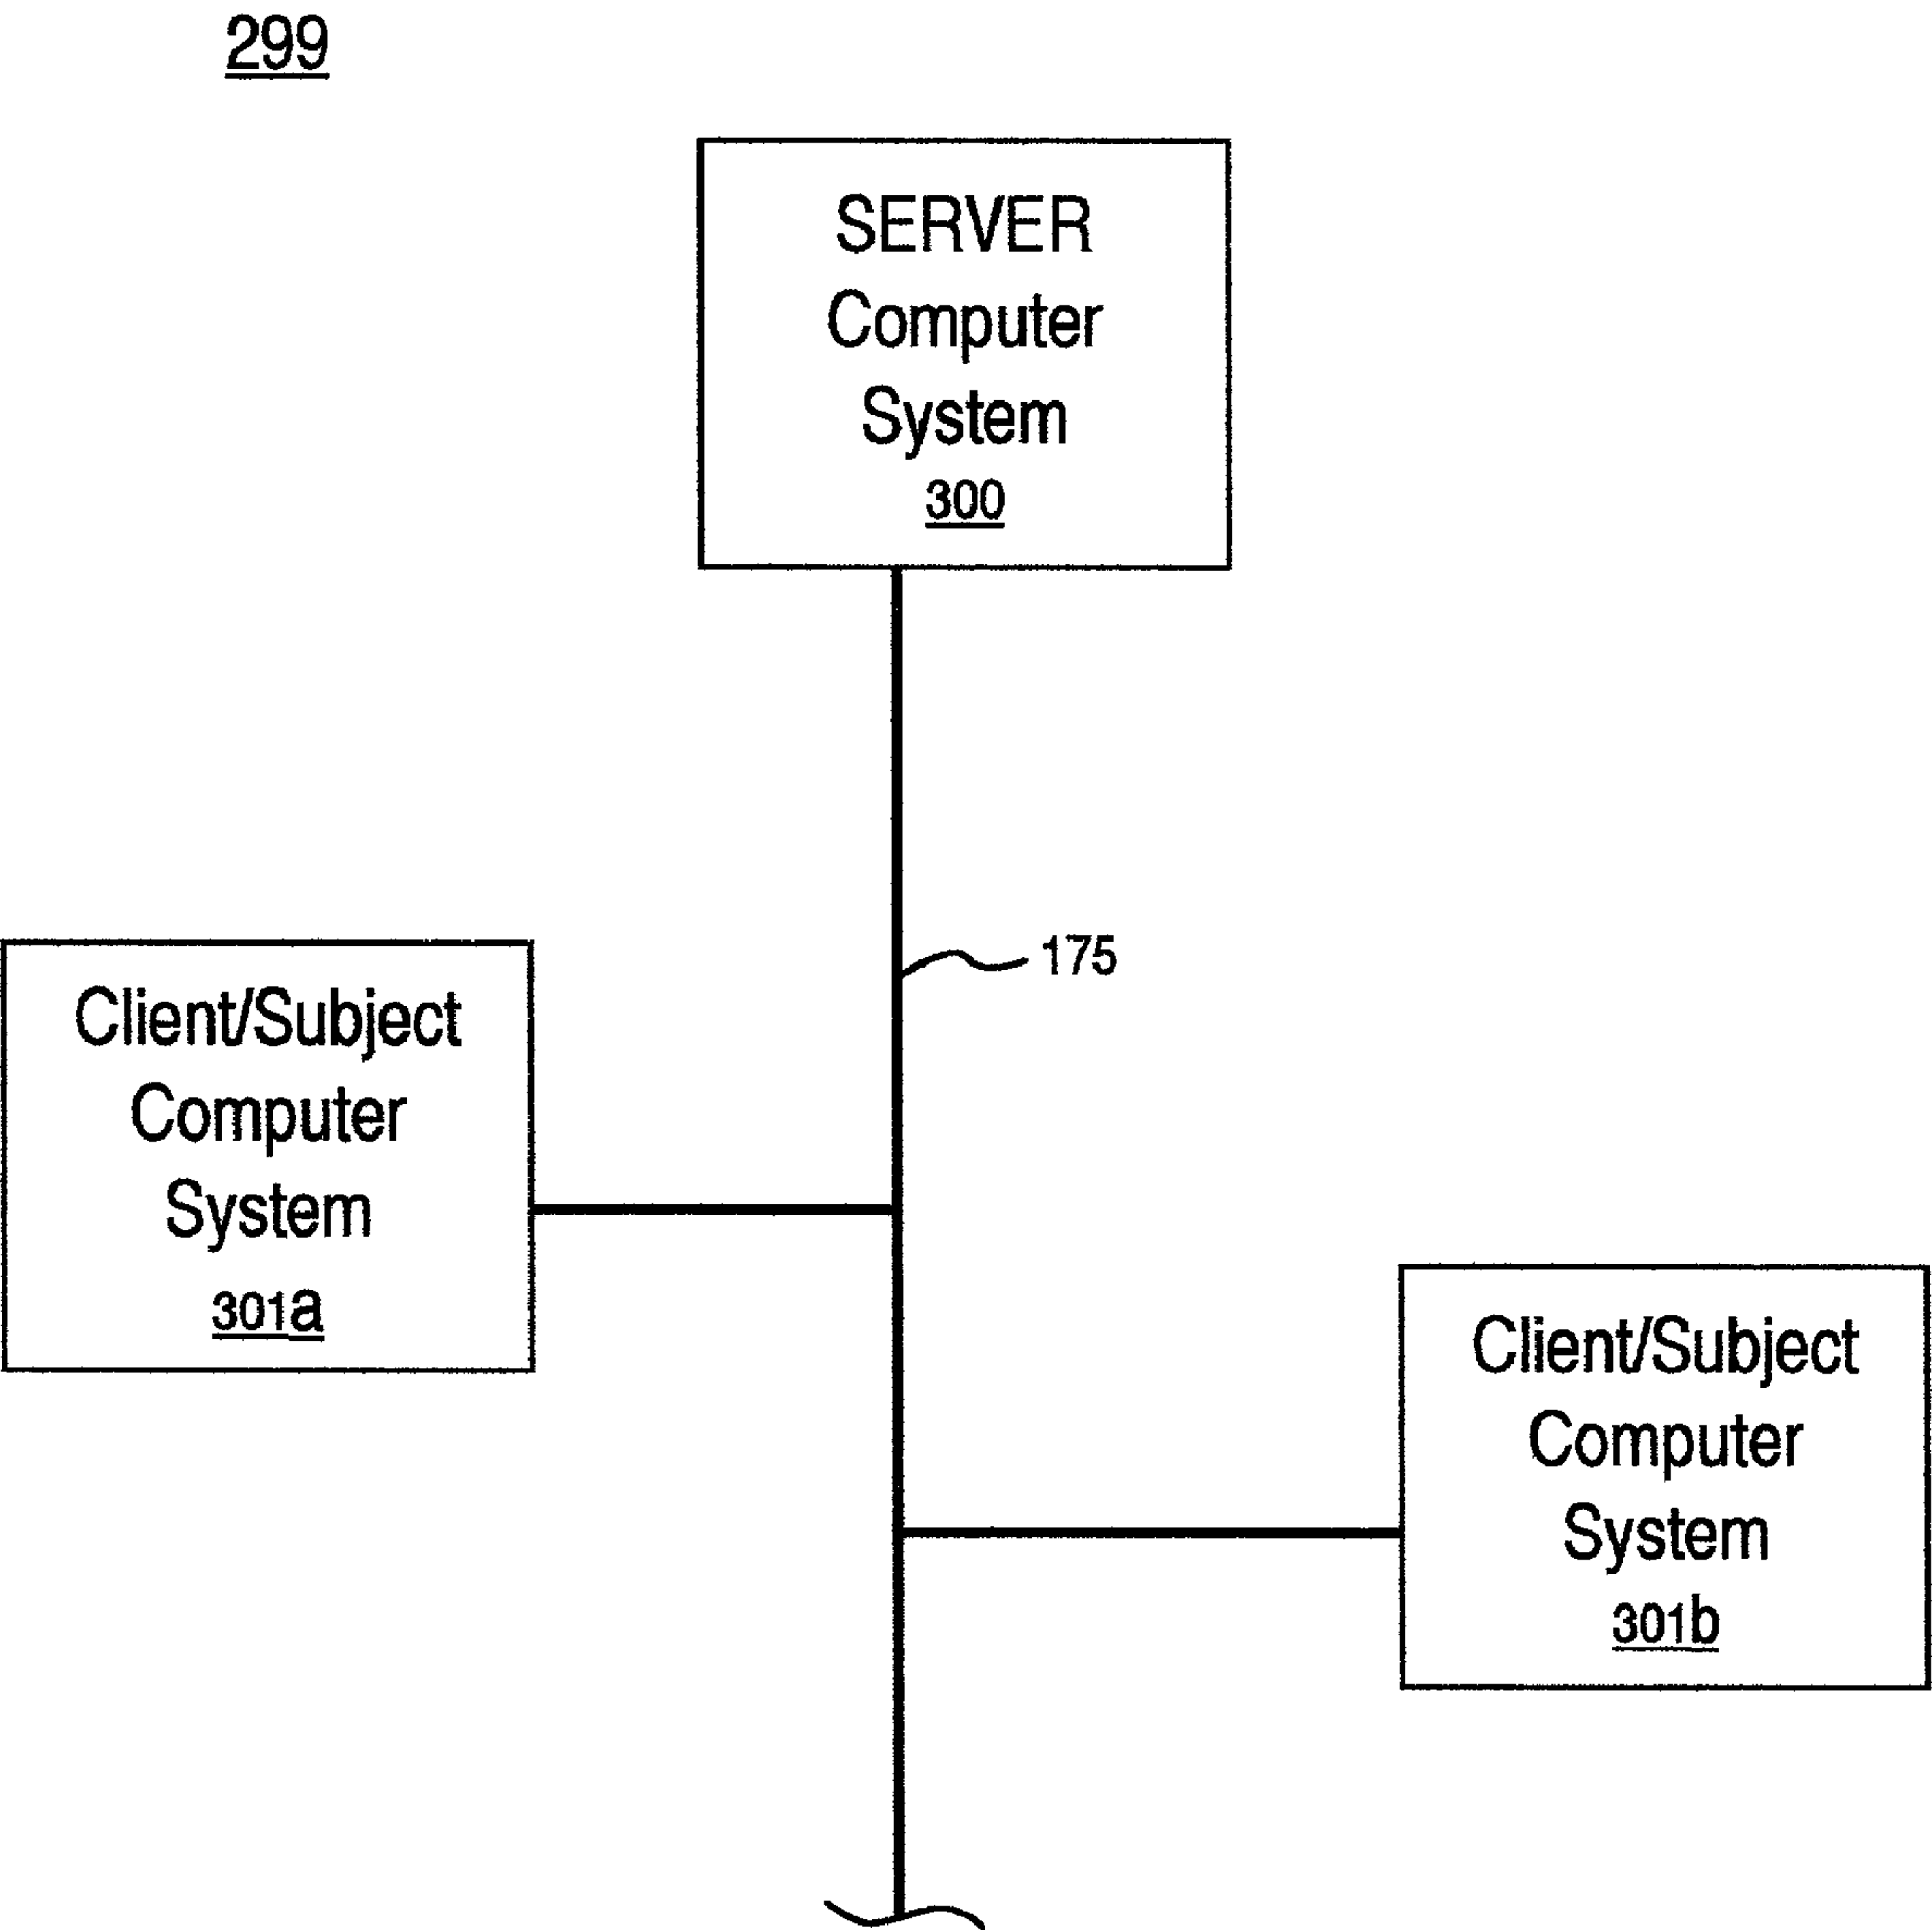 299
SERVER
Computer
System
300
175
Client/Subject
Computer
System
301a
Client/Subject
Computer
System
301b